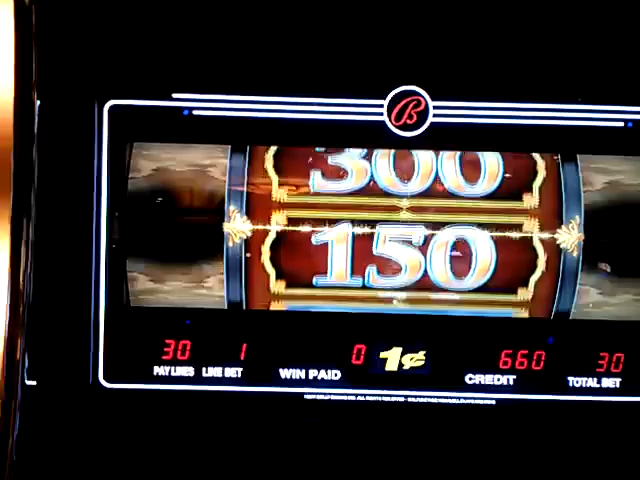 B
300
150
30 1 0 1¢ 660 30
PAY LINES LINE BET WIN PAID CREDIT TOTAL BET